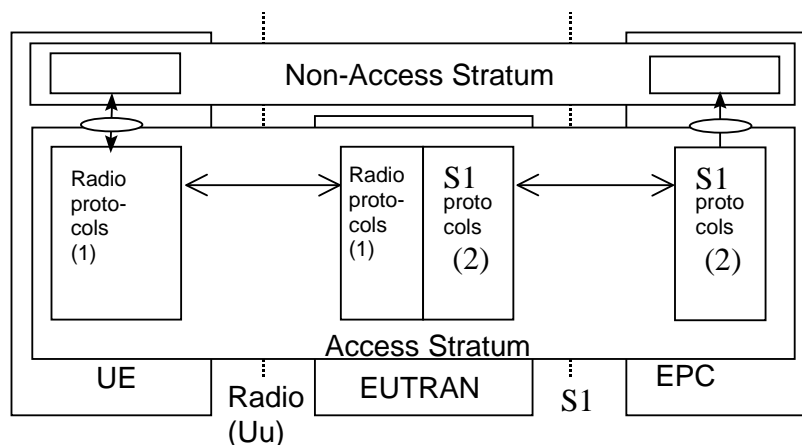 Non-Access Stratum
Radio
proto-
cols
(1)
Radio
proto-
cols
(1)
S1
proto
cols
(2)
S1
proto
cols
(2)
Access Stratum
UE
Radio
(Uu)
EUTRAN
S1
EPC